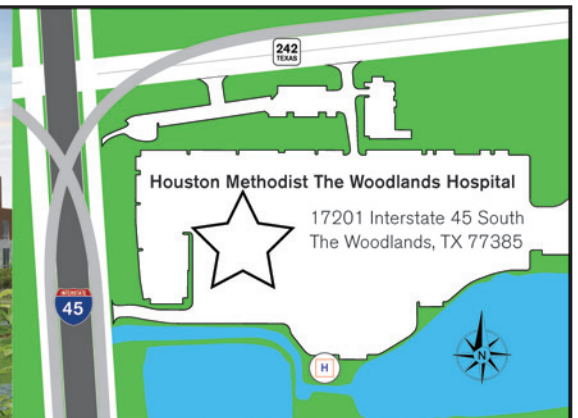 242
TEXAS
Houston Methodist The Woodlands Hospital
17201 Interstate 45 South
The Woodlands, TX 77385
INTERSTATE
45
H
N